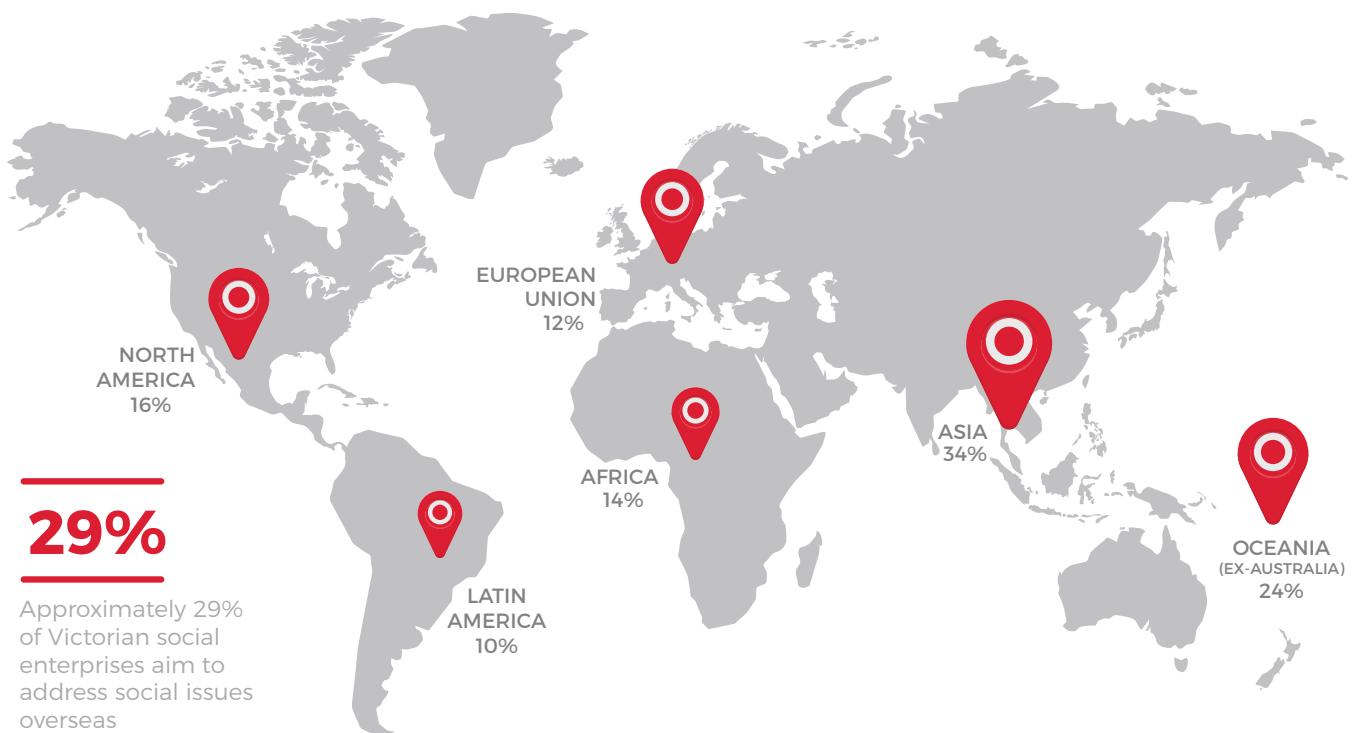 EUROPEAN
UNION
12%
NORTH
AMERICA
16%
ASIA
34%
AFRICA
14%
OCEANIA
(EX-AUSTRALIA)
24%
LATIN
AMERICA
10%
29%
Approximately 29%
of Victorian social
enterprises aim to
address social issues
overseas